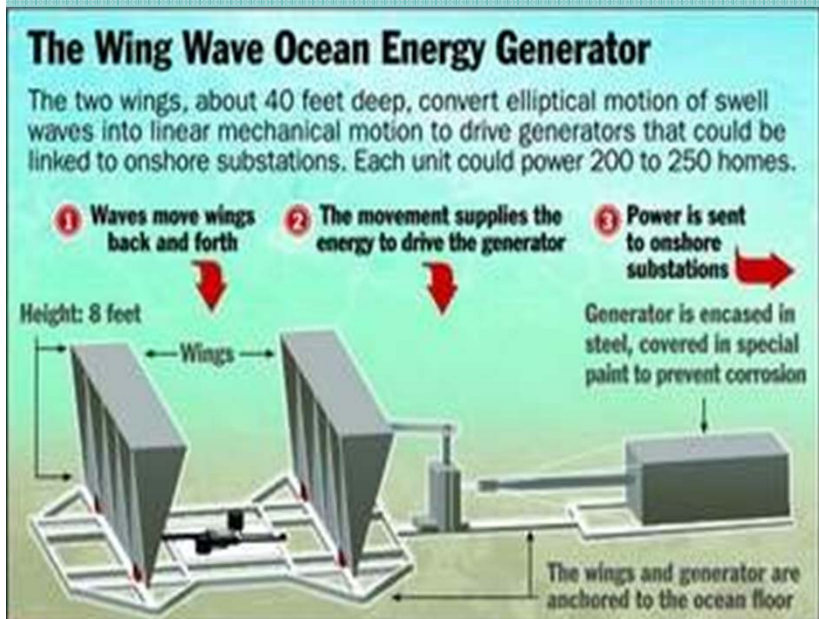 The Wing Wave Ocean Energy Generator
The two wings, about 40 feet deep, convert elliptical motion of swell
waves into linear mechanical motion to drive generators that could be
linked to onshore substations. Each unit could power 200 to 250 homes.
1 Waves move wings
back and forth
2 The movement supplies the
energy to drive the generator
3 Power is sent
to onshore
substations
Height: 8 feet
Wings
Generator is encased in
steel, covered in special
paint to prevent corrosion
The wings and generator are
anchored to the ocean floor